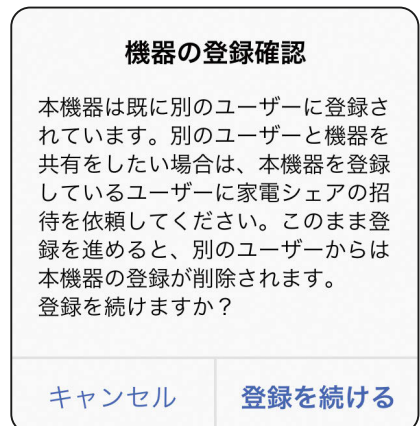 機器の登録確認
本機器は既に別のユーザーに登録さ
れています。別のユーザーと機器を
共有をしたい場合は、本機器を登録
しているユーザーに家電シェアの招
待を依頼してください。このまま登
録を進めると、別のユーザーからは
本機器の登録が削除されます。
登録を続けますか？
キャンセル 登録を続ける